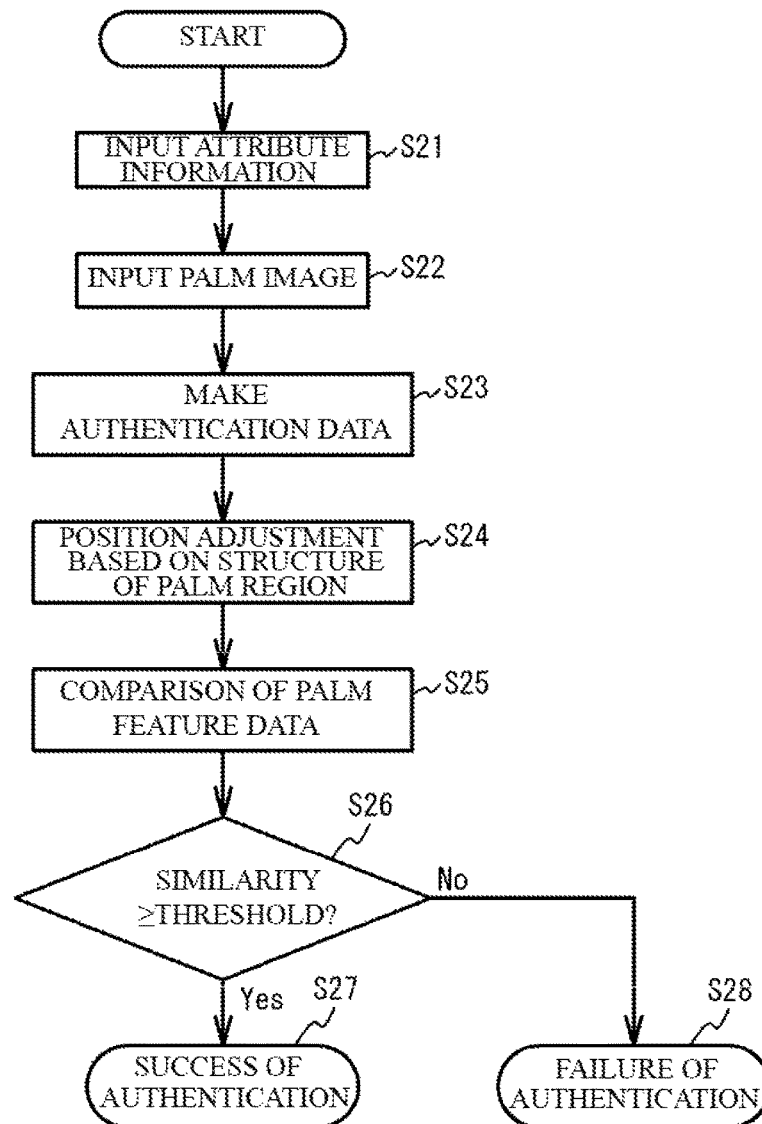 START
INPUT ATTRIBUTE
INFORMATION
S21
INPUT PALM IMAGE
S22
MAKE
AUTHENTICATION DATA
S23
POSITION ADJUSTMENT
BASED ON STRUCTURE
OF PALM REGION
S24
COMPARISON OF PALM
FEATURE DATA
S25
S26
SIMILARITY
≥THRESHOLD?
No
Yes
S27
SUCCESS OF
AUTHENTICATION
S28
FAILURE OF
AUTHENTICATION